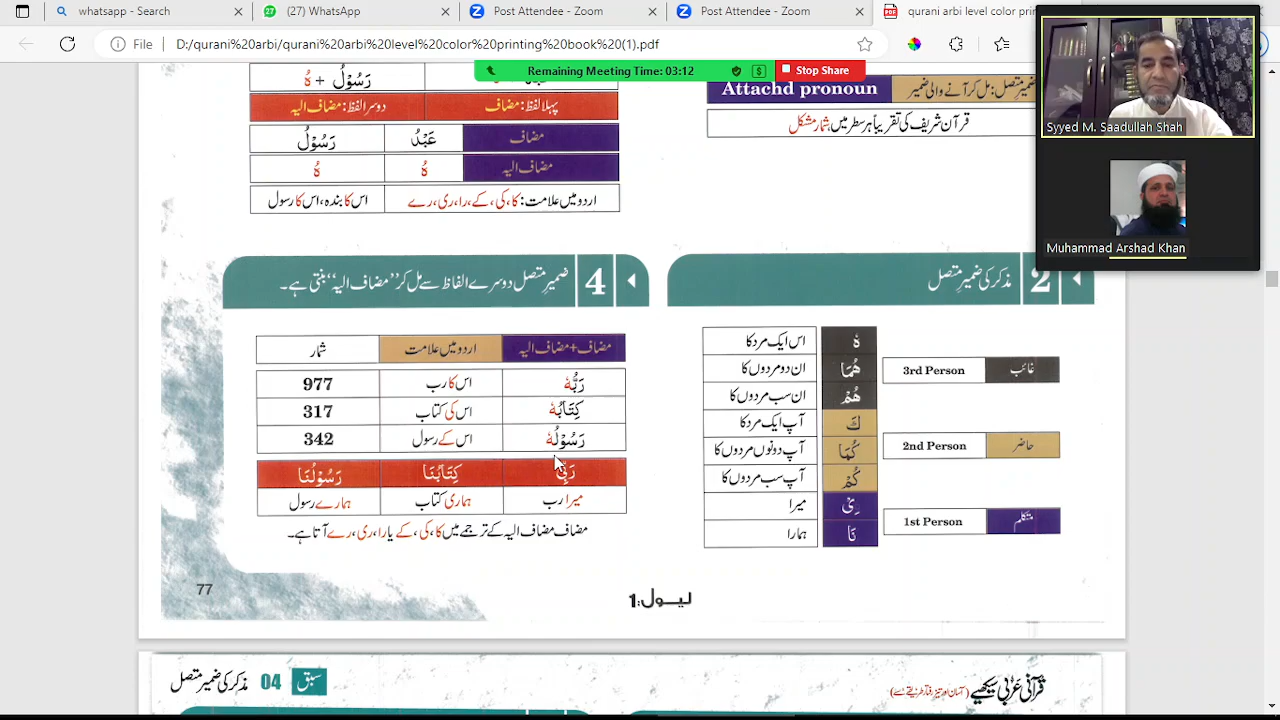 whatsapp - Search
(27) WhatsApp
Post Attendee - Zoom
Post Attendee - Zoom
qurani arbi level color prin
File
D:/qurani%20arbi/qurani%20arbi%20level%20color%20printing%20book%20(1).pdf
Remaining Meeting Time: 03:12
Stop Share
Syyed M. Saadullah Shah
Muhammad Arshad Khan
رَسُوْلُ + هُ
پہلا لفظ: مضاف
دوسرا لفظ: مضاف الیہ
مضاف
عَبْدُ
رَسُوْلُ
مضاف الیہ
هُ
هُ
اردو میں علامت: کا، کی، کے، را، ری، رے
اس کا بندہ، اس کا رسول
ضمیرِ متصل: مل کر آنے والی ضمیر
Attachd pronoun
قرآن شریف کی تقریباً ہر سطر میں، شمار مشکل
2
مذکر کی ضمیرِ متصل
غائب
3rd Person
هٗ
اس ایک مرد کا
هُمَا
ان دو مردوں کا
هُمْ
ان سب مردوں کا
حاضر
2nd Person
كَ
آپ ایک مرد کا
كُمَا
آپ دونوں مردوں کا
كُمْ
آپ سب مردوں کا
متکلم
1st Person
ـِىْ
میرا
نَا
ہمارا
4
ضمیرِ متصل دوسرے الفاظ سے مل کر ”مضاف الیہ“ بنتی ہے۔
مضاف+مضاف الیہ
اردو میں علامت
شمار
رَبُّهٗ
اس کا رب
977
كِتَابُهٗ
اس کی کتاب
317
رَسُوْلُهٗ
اس کے رسول
342
رَبِّىْ
كِتَابُنَا
رَسُوْلُنَا
میرا رب
ہماری کتاب
ہمارے رسول
مضاف مضاف الیہ کے ترجمے میں کا، کی، کے یا را، ری، رے آتا ہے۔
77
لیول:1
قرآنی عربی سیکھیے (آسان اور تیز رفتار طریقے سے)
سبق 04 مذکر کی ضمیر متصل